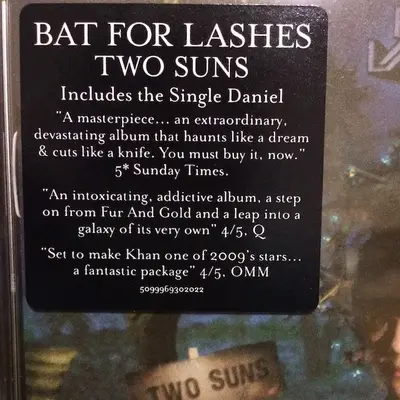 BAT FOR LASHES
TWO SUNS
Includes the Single Daniel
"A masterpiece... an extraordinary,
devastating album that haunts like a dream
& cuts like a knife. You must buy it, now."
5* Sunday Times.
"An intoxicating, addictive album, a step
on from Fur And Gold and a leap into a
galaxy of its very own" 4/5, Q
"Set to make Khan one of 2009's stars...
a fantastic package" 4/5, OMM
5099969302022
TWO SUNS